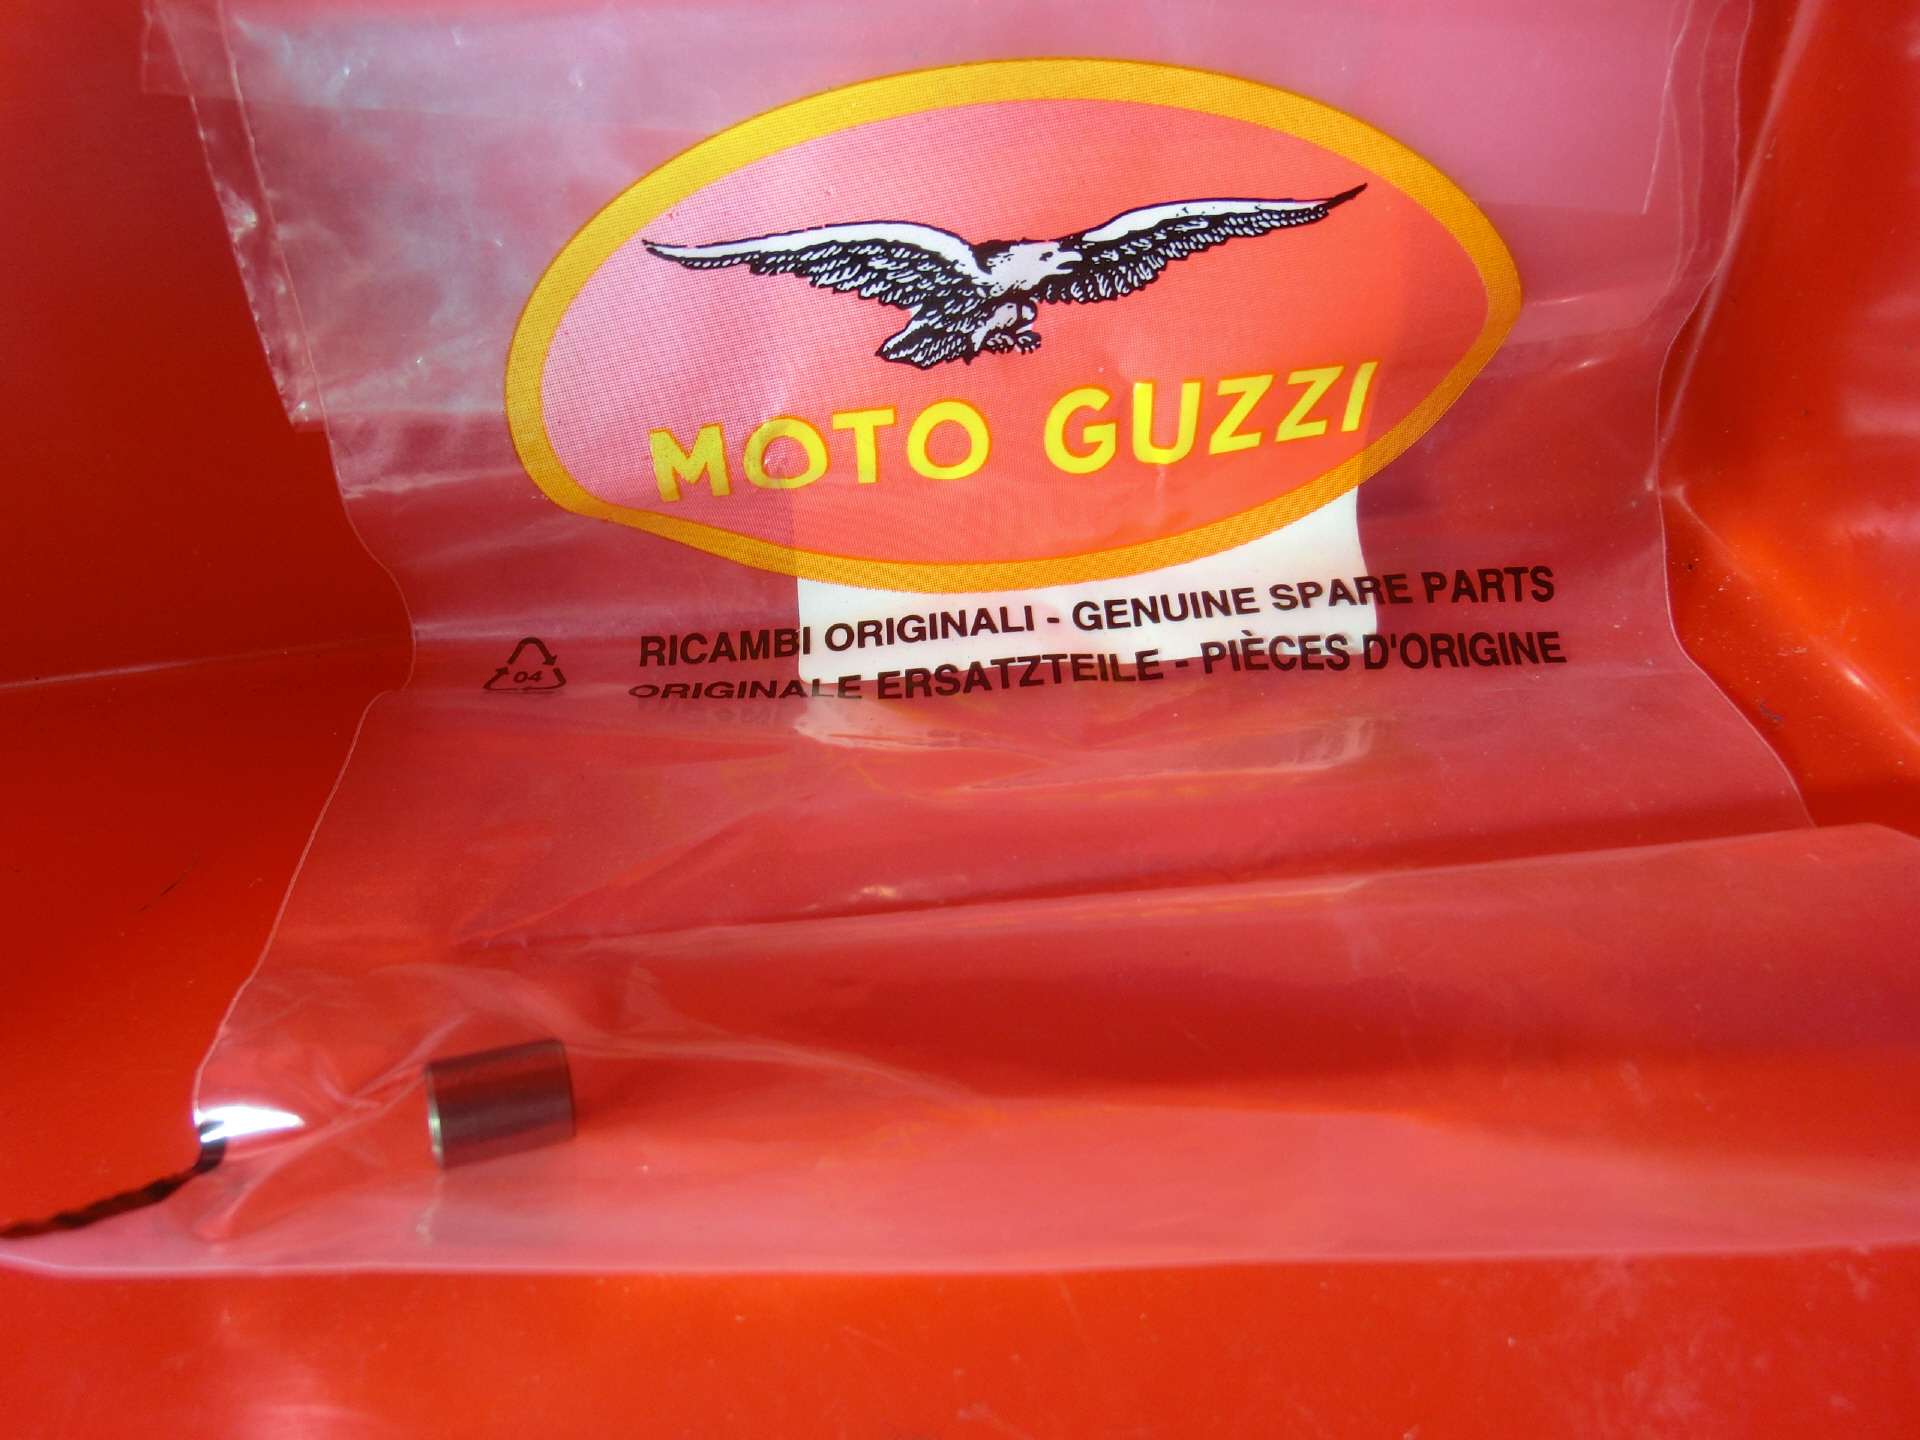 MOTO GUZZI
RICAMBI ORIGINALI - GENUINE SPARE PARTS
ORIGINALE ERSATZTEILE - PIÈCES D'ORIGINE
04